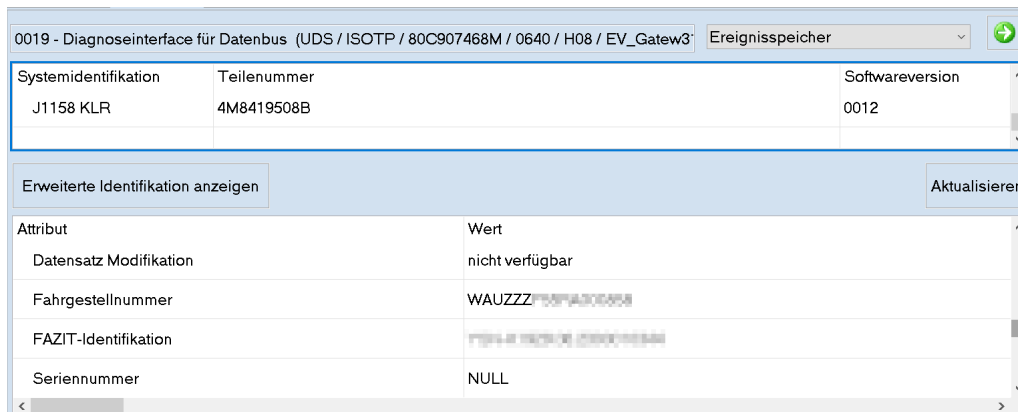 0019 - Diagnoseinterface für Datenbus (UDS / ISOTP / 80C907468M / 0640 / H08 / EV_Gatew31 Ereignisspeicher
Systemidentifikation Teilenummer Softwareversion
J1158 KLR 4M8419508B 0012
Erweiterte Identifikation anzeigen Aktualisieren
Attribut Wert
Datensatz Modifikation nicht verfügbar
Fahrgestellnummer WAUZZZ
FAZIT-Identifikation
Seriennummer NULL